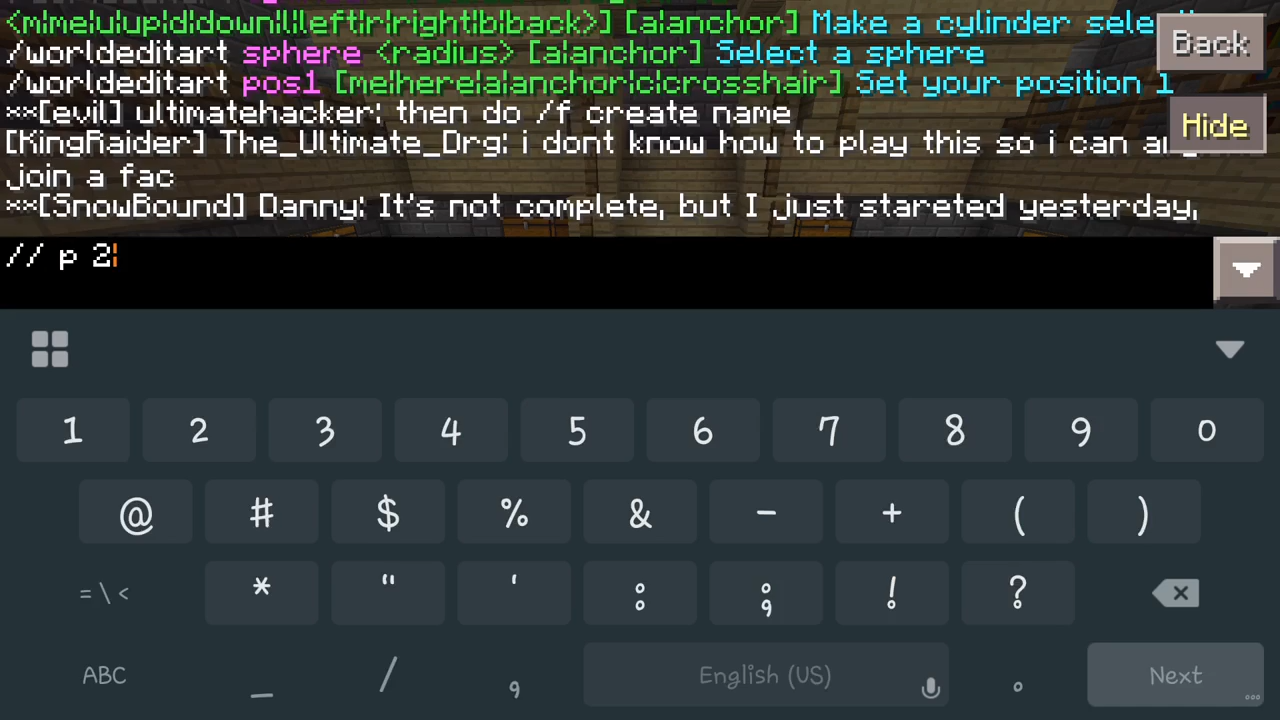 <m¦me¦u¦up¦d¦down¦l¦left¦r¦right¦b¦back>] [a¦anchor] Make a cylinder
/worldeditart sphere <radius> [a¦anchor] Select a sphere
/worldeditart pos1 [me¦here¦a¦anchor¦c¦crosshair] Set your position 1
**[evil] ultimatehacker: then do /f create name
[KingRaider] The_Ultimate_Drg: i dont know how to play this so i can
join a fac
**[SnowBound] Danny: It's not complete, but I just stareted yesterday,
Back
Hide
// p 2
1 2 3 4 5 6 7 8 9 0
@ # $ % & - + ( )
= \ < * " ' : ; ! ?
ABC _ / , English (US) . Next